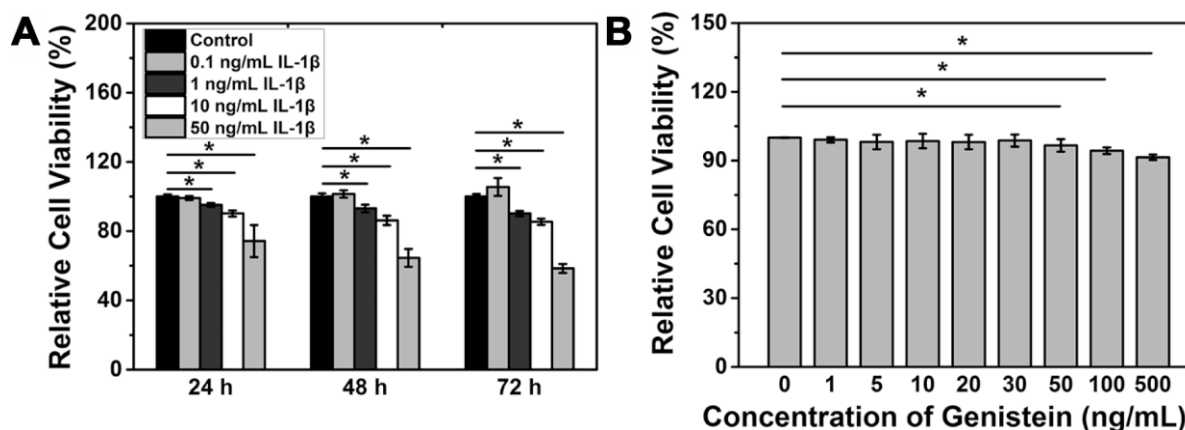 A
Relative Cell Viability (%)
200
160
120
80
40
0
Control
0.1 ng/mL IL-1β
1 ng/mL IL-1β
10 ng/mL IL-1β
50 ng/mL IL-1β
* * *
* * *
* * *
24 h 48 h 72 h
B
Relative Cell Viability (%)
150
120
90
60
30
0
*
*
*
0 1 5 10 20 30 50 100 500
Concentration of Genistein (ng/mL)